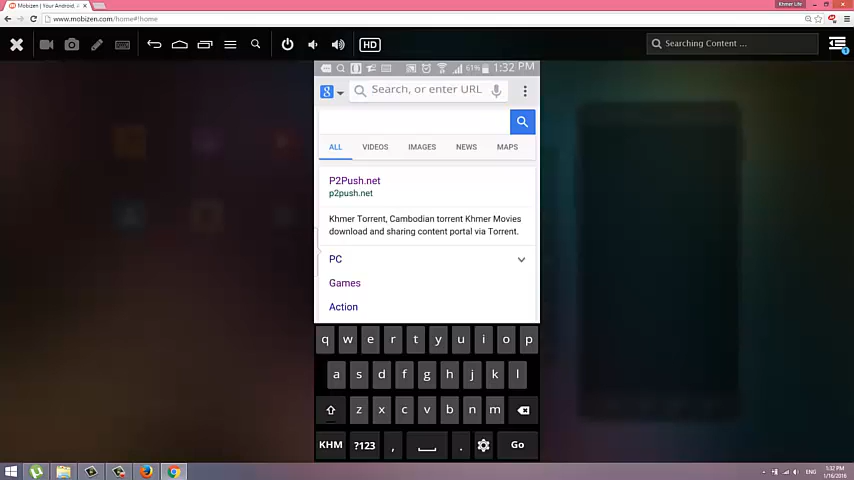 Mobizen | Your Android,
Khmer Life
www.mobizen.com/home#!home
HD
Searching Content ...
61% 1:32 PM
Search, or enter URL
ALL VIDEOS IMAGES NEWS MAPS
P2Push.net
p2push.net
Khmer Torrent, Cambodian torrent Khmer Movies
download and sharing content portal via Torrent.
PC
Games
Action
q w e r t y u i o p
a s d f g h j k l
z x c v b n m
KHM ?123 , . Go
ENG
1:32 PM
1/16/2016